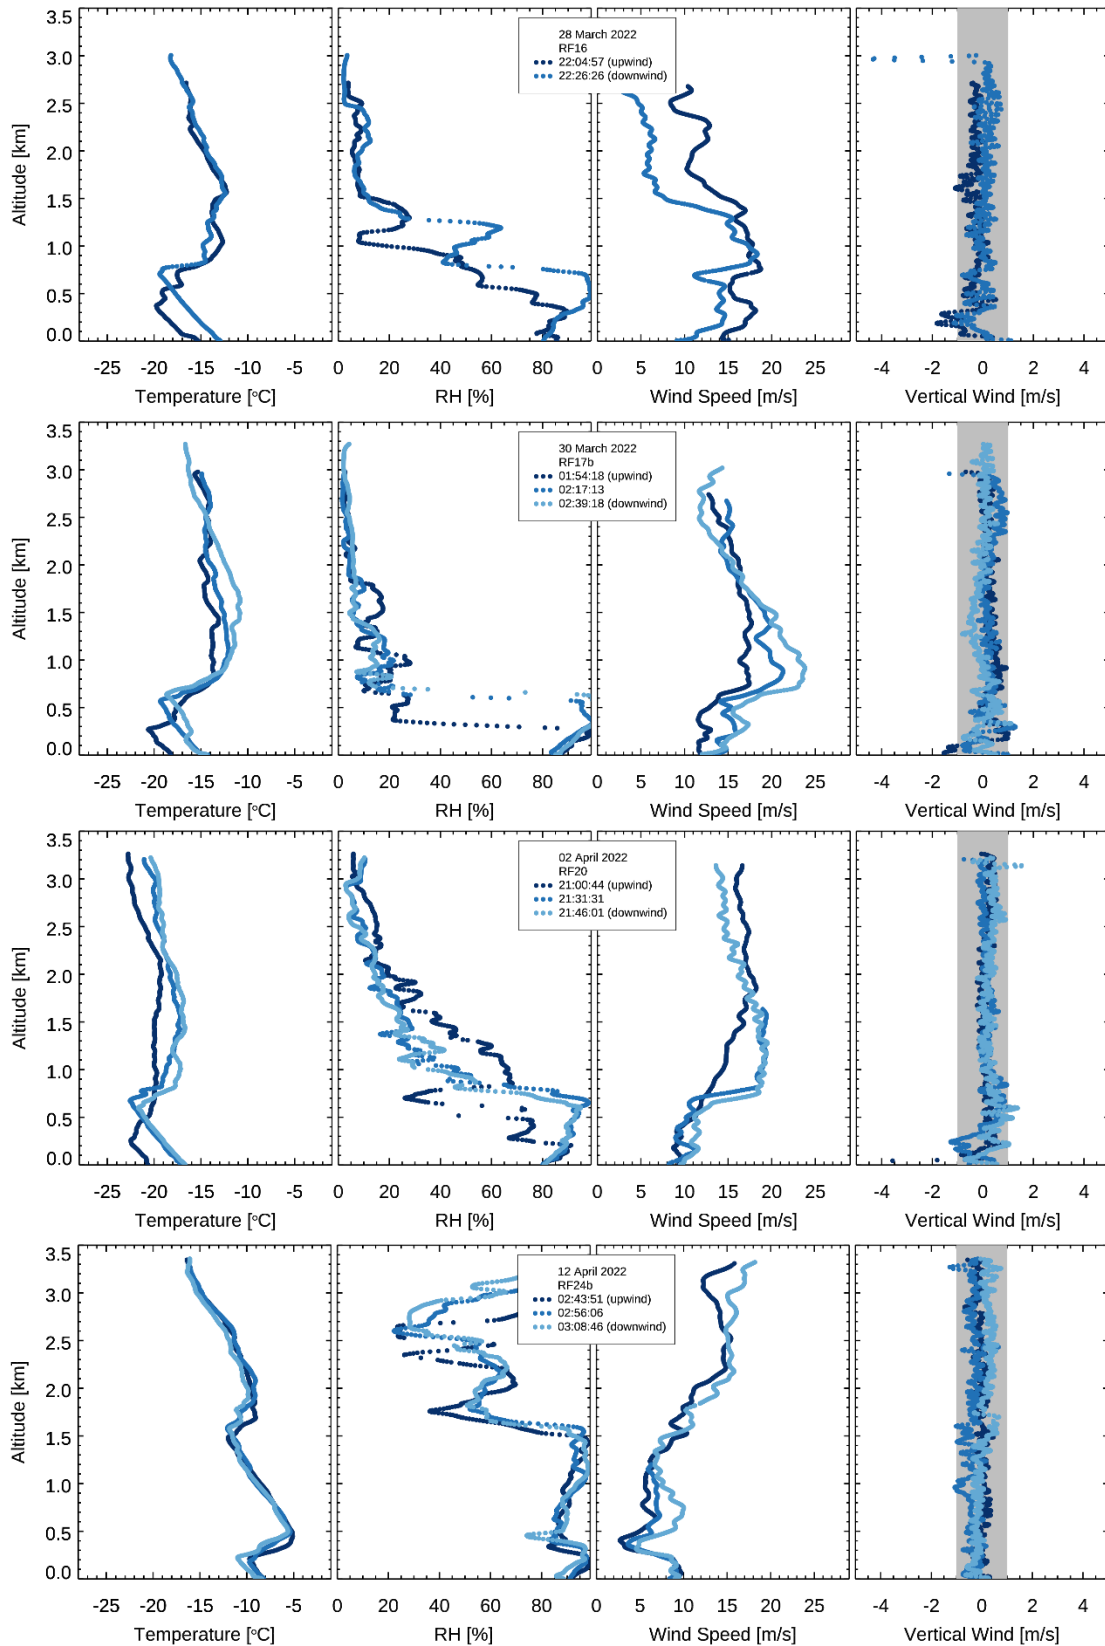 28 March 2022
RF16
22:04:57 (upwind)
22:26:26 (downwind)
Altitude [km]
3.5
3.0
2.5
2.0
1.5
1.0
0.5
0.0
-25 -20 -15 -10 -5
0 20 40 60 80
0 5 10 15 20 25
-4 -2 0 2 4
Temperature [°C]
RH [%]
Wind Speed [m/s]
Vertical Wind [m/s]
30 March 2022
RF17b
01:54:18 (upwind)
02:17:13
02:39:18 (downwind)
Altitude [km]
3.5
3.0
2.5
2.0
1.5
1.0
0.5
0.0
-25 -20 -15 -10 -5
0 20 40 60 80
0 5 10 15 20 25
-4 -2 0 2 4
Temperature [°C]
RH [%]
Wind Speed [m/s]
Vertical Wind [m/s]
02 April 2022
RF20
21:00:44 (upwind)
21:31:31
21:46:01 (downwind)
Altitude [km]
3.5
3.0
2.5
2.0
1.5
1.0
0.5
0.0
-25 -20 -15 -10 -5
0 20 40 60 80
0 5 10 15 20 25
-4 -2 0 2 4
Temperature [°C]
RH [%]
Wind Speed [m/s]
Vertical Wind [m/s]
12 April 2022
RF24b
02:43:51 (upwind)
02:56:06
03:08:46 (downwind)
Altitude [km]
3.5
3.0
2.5
2.0
1.5
1.0
0.5
0.0
-25 -20 -15 -10 -5
0 20 40 60 80
0 5 10 15 20 25
-4 -2 0 2 4
Temperature [°C]
RH [%]
Wind Speed [m/s]
Vertical Wind [m/s]